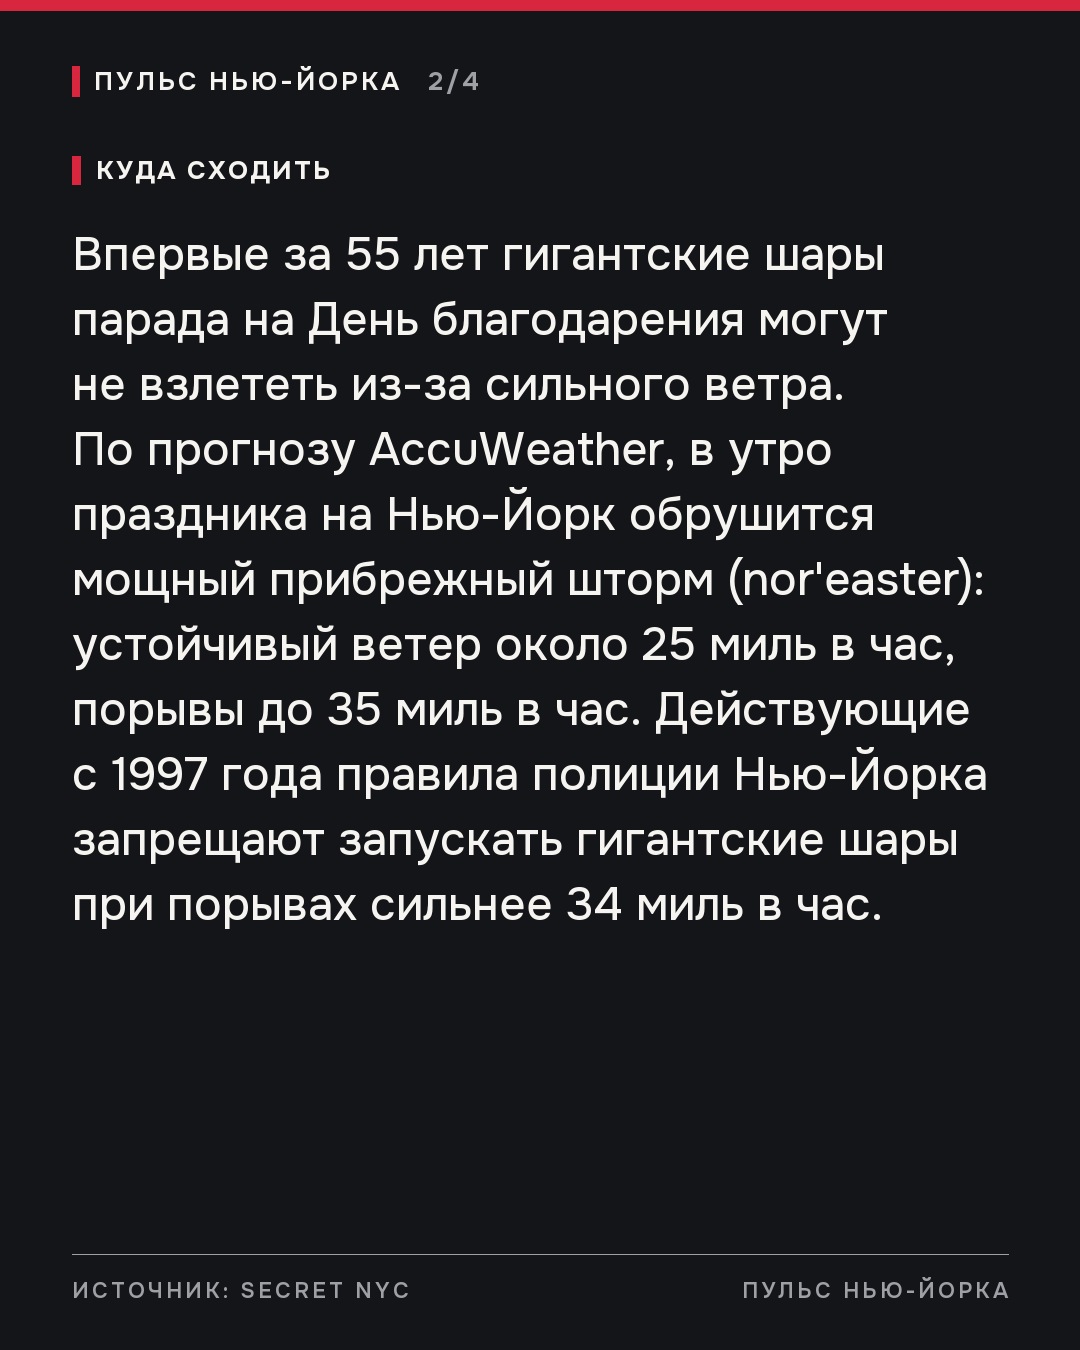 ПУЛЬС НЬЮ-ЙОРКА 2/4
КУДА СХОДИТЬ
Впервые за 55 лет гигантские шары
парада на День благодарения могут
не взлететь из-за сильного ветра.
По прогнозу AccuWeather, в утро
праздника на Нью-Йорк обрушится
мощный прибрежный шторм (nor'easter):
устойчивый ветер около 25 миль в час,
порывы до 35 миль в час. Действующие
с 1997 года правила полиции Нью-Йорка
запрещают запускать гигантские шары
при порывах сильнее 34 миль в час.
ИСТОЧНИК: SECRET NYC
ПУЛЬС НЬЮ-ЙОРКА